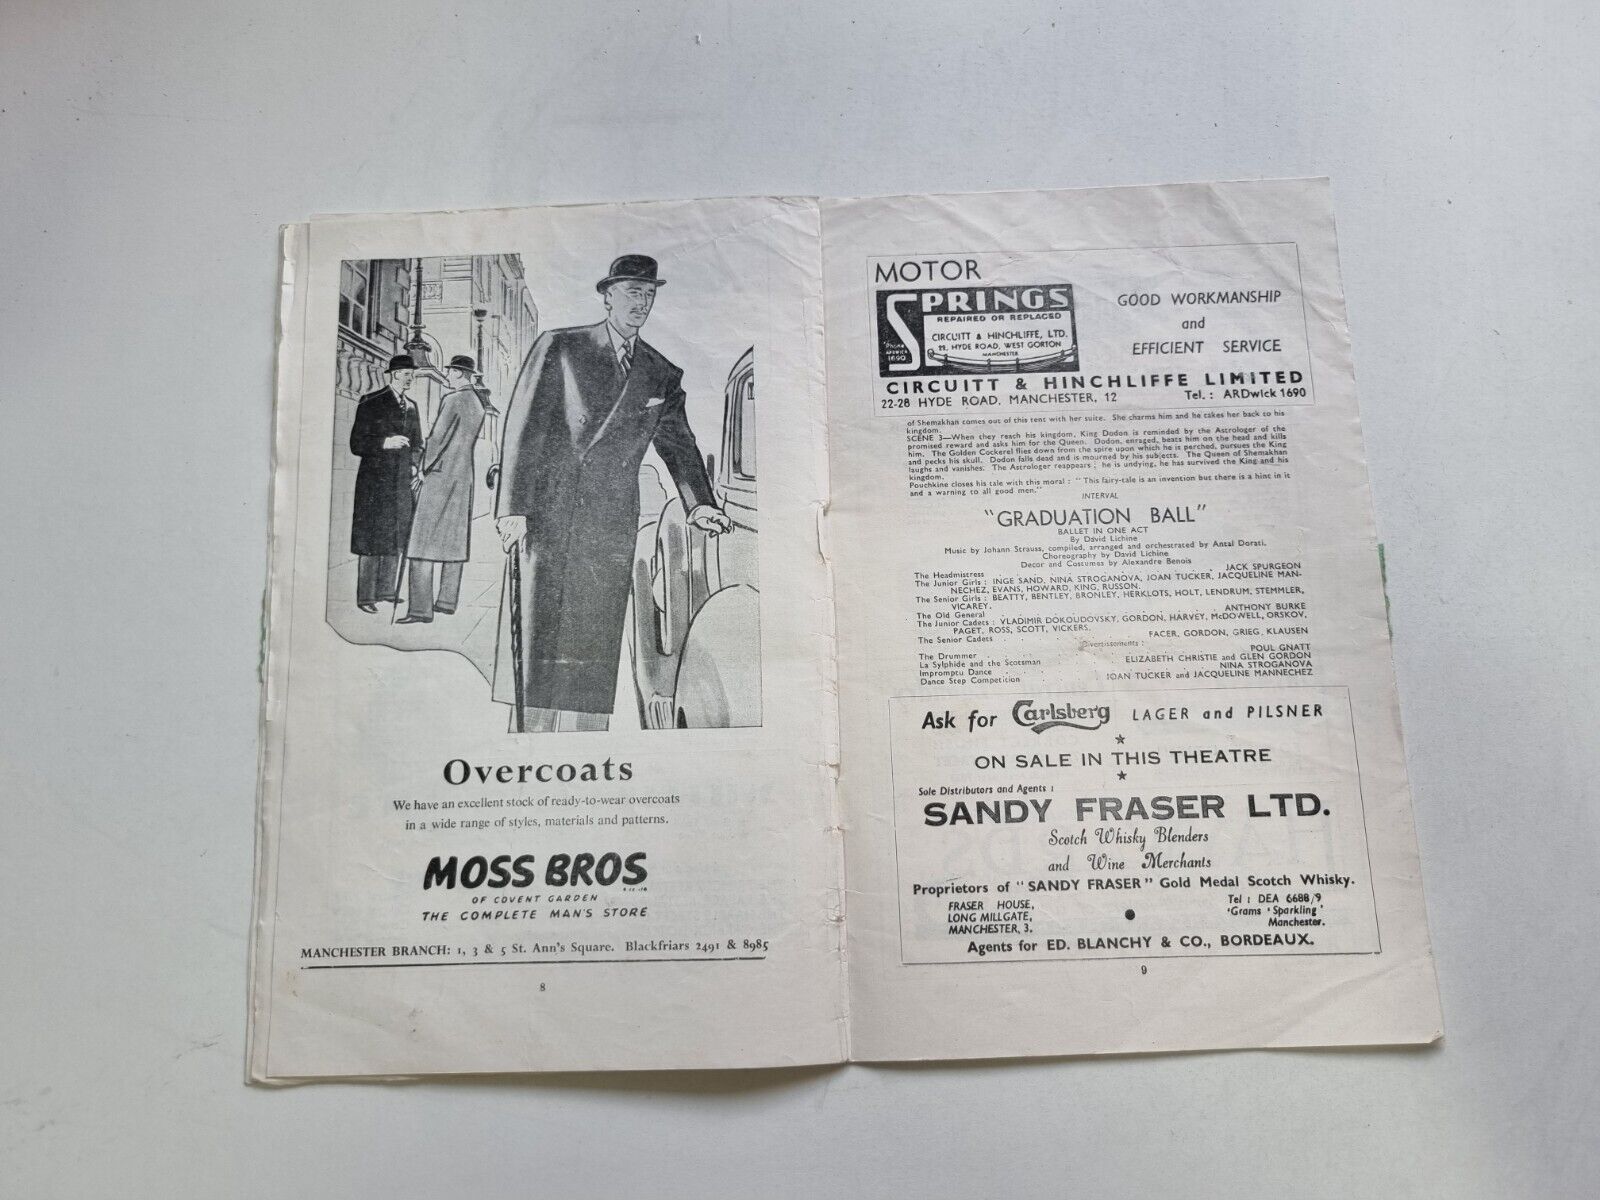 Overcoats
We have an excellent stock of ready-to-wear overcoats
in a wide range of styles, materials and patterns.
MOSS BROS
OF COVENT GARDEN
THE COMPLETE MAN'S STORE
MANCHESTER BRANCH: 1, 3 & 5 St. Ann's Square. Blackfriars 2491 & 8985
8
MOTOR
SPRINGS
REPAIRED OR REPLACED
CIRCUITT & HINCHLIFFE, LTD.
22, HYDE ROAD, WEST GORTON
MANCHESTER
'Phone
ARDWICK
1690
GOOD WORKMANSHIP
and
EFFICIENT SERVICE
CIRCUITT & HINCHLIFFE LIMITED
22-28 HYDE ROAD, MANCHESTER, 12 Tel. : ARDwick 1690
of Shemakhan comes out of this tent with her suite. She charms him and he takes her back to his
kingdom.
SCENE 3—When they reach his kingdom, King Dodon is reminded by the Astrologer of the
promised reward and asks him for the Queen. Dodon, enraged, beats him on the head and kills
him. The Golden Cockerel flies down from the spire upon which he is perched, pursues the King
and pecks his skull. Dodon falls dead and is mourned by his subjects. The Queen of Shemakhan
laughs and vanishes. The Astrologer reappears ; he is undying, he has survived the King and his
kingdom.
Pouchkine closes his tale with this moral : " This fairy-tale is an invention but there is a hint in it
and a warning to all good men."
INTERVAL
"GRADUATION BALL"
BALLET IN ONE ACT
By David Lichine
Music by Johann Strauss, compiled, arranged and orchestrated by Antal Dorati.
Choreography by David Lichine
Decor and Costumes by Alexandre Benois
The Headmistress . . . . . JACK SPURGEON
The Junior Girls : INGE SAND, NINA STROGANOVA, JOAN TUCKER, JACQUELINE MAN-
NECHEZ, EVANS, HOWARD, KING, RUSSON.
The Senior Girls : BEATTY, BENTLEY, BRONLEY, HERKLOTS, HOLT, LENDRUM, STEMMLER,
VICAREY.
The Old General . . . . . ANTHONY BURKE
The Junior Cadets : VLADIMIR DOKOUDOVSKY, GORDON, HARVEY, McDOWELL, ORSKOV,
PAGET, ROSS, SCOTT, VICKERS.
The Senior Cadets . . . FACER, GORDON, GRIEG, KLAUSEN
Divertissements :
The Drummer . . . . . POUL GNATT
La Sylphide and the Scotsman . . ELIZABETH CHRISTIE and GLEN GORDON
Impromptu Dance . . . . . NINA STROGANOVA
Dance Step Competition . . . JOAN TUCKER and JACQUELINE MANNECHEZ
Ask for Carlsberg LAGER and PILSNER
ON SALE IN THIS THEATRE
Sole Distributors and Agents :
SANDY FRASER LTD.
Scotch Whisky Blenders
and Wine Merchants
Proprietors of "SANDY FRASER" Gold Medal Scotch Whisky.
FRASER HOUSE,
LONG MILLGATE,
MANCHESTER, 3.
Tel : DEA 6688/9
'Grams 'Sparkling'
Manchester.
Agents for ED. BLANCHY & CO., BORDEAUX.
9